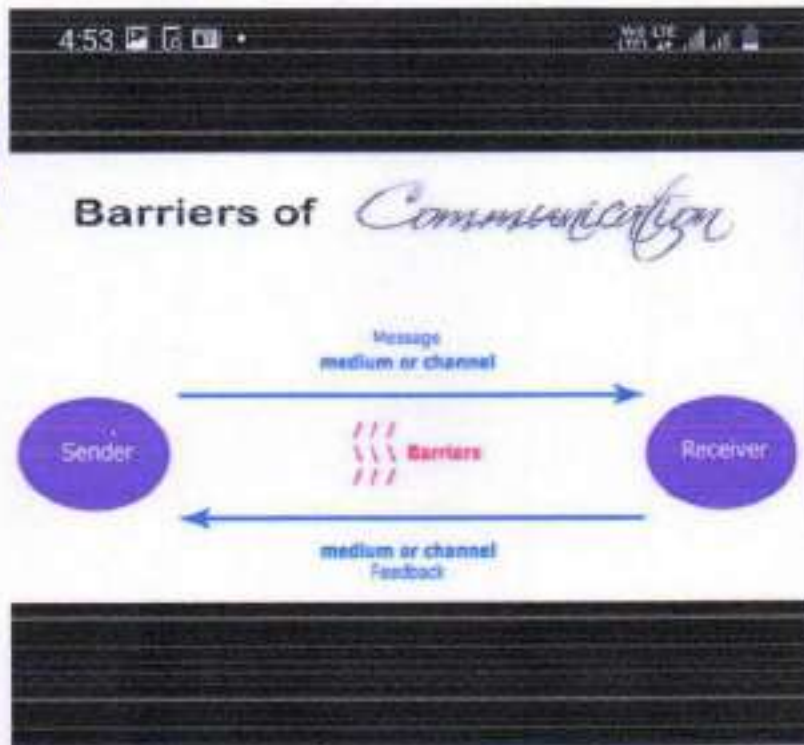 4:53
Barriers of Communication
Message
medium or channel
Sender
Barriers
Receiver
medium or channel
Feedback